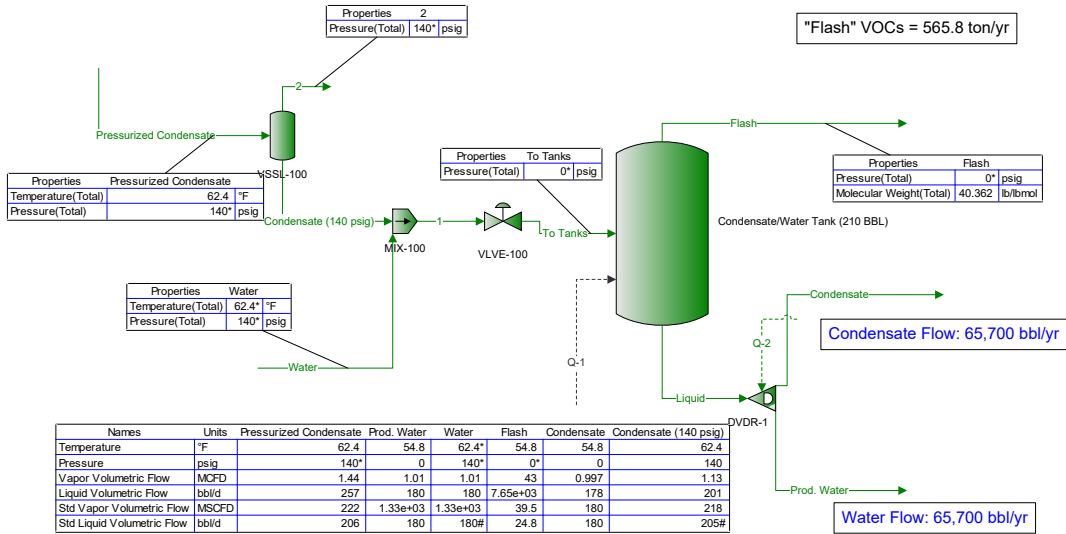 Properties 2
Pressure(Total) 140* psig
"Flash" VOCs = 565.8 ton/yr
2
Pressurized Condensate
VSSL-100
Properties Pressurized Condensate
Temperature(Total) 62.4 °F
Pressure(Total) 140* psig
Properties To Tanks
Pressure(Total) 0* psig
Flash
Properties Flash
Pressure(Total) 0* psig
Molecular Weight(Total) 40.362 lb/lbmol
Condensate (140 psig)
MIX-100
1
VLVE-100
To Tanks
Condensate/Water Tank (210 BBL)
Properties Water
Temperature(Total) 62.4* °F
Pressure(Total) 140* psig
Water
Q-1
Condensate
Condensate Flow: 65,700 bbl/yr
Q-2
Liquid
DVDR-1
Prod. Water
Water Flow: 65,700 bbl/yr
Names Units Pressurized Condensate Prod. Water Water Flash Condensate Condensate (140 psig)
Temperature °F 62.4 54.8 62.4* 54.8 54.8 62.4
Pressure psig 140* 0 140* 0* 0 140
Vapor Volumetric Flow MCFD 1.44 1.01 1.01 43 0.997 1.13
Liquid Volumetric Flow bbl/d 257 180 180 7.65e+03 178 201
Std Vapor Volumetric Flow MSCFD 222 1.33e+03 1.33e+03 39.5 180 218
Std Liquid Volumetric Flow bbl/d 206 180 180# 24.8 180 205#